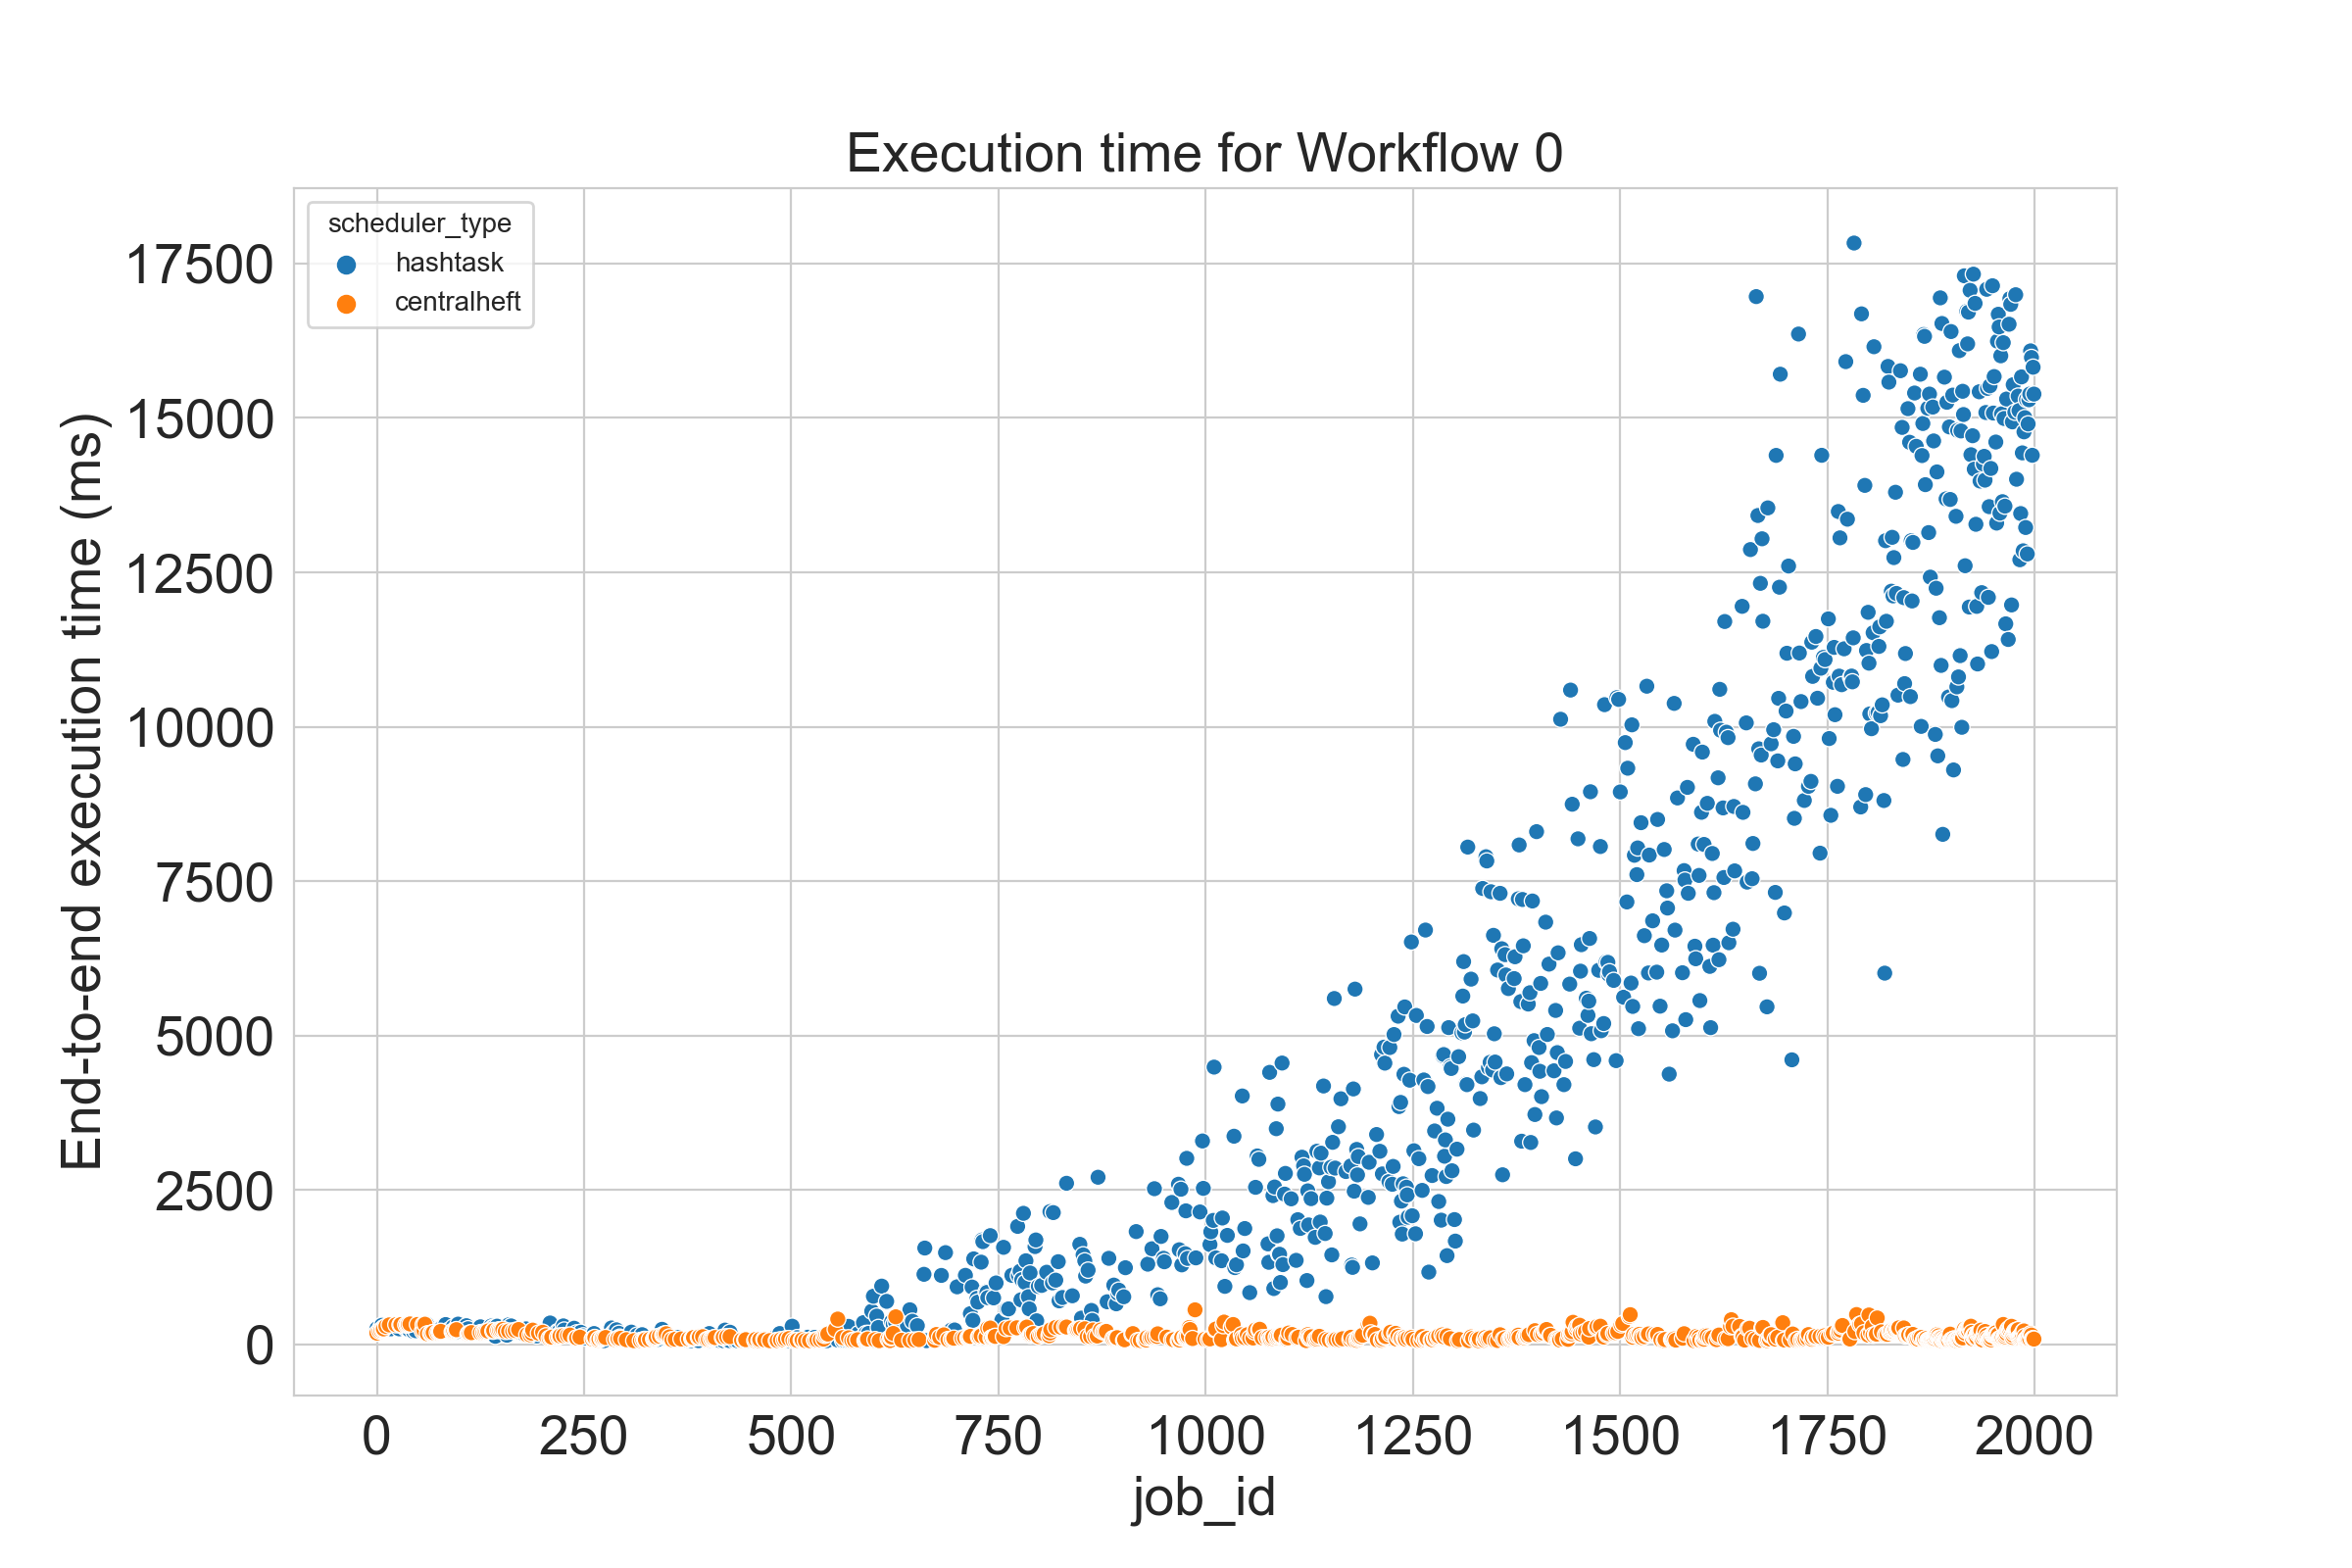 Execution time for Workflow 0
scheduler_type
hashtask
centralheft
End-to-end execution time (ms)
17500
15000
12500
10000
7500
5000
2500
0
0 250 500 750 1000 1250 1500 1750 2000
job_id